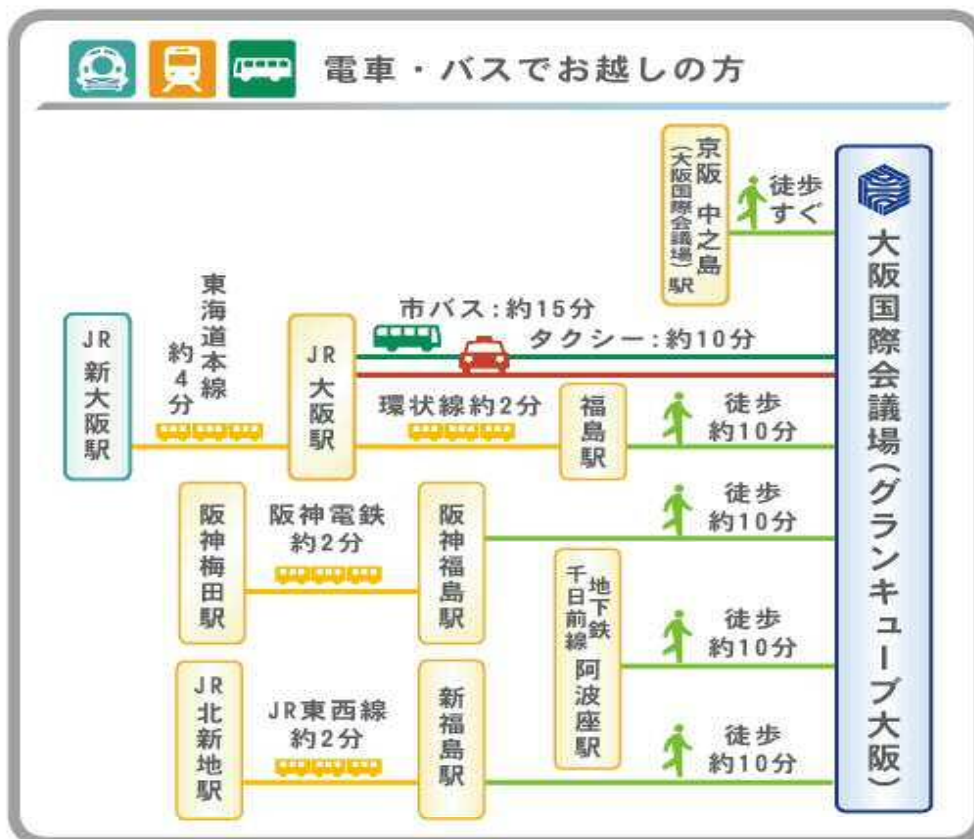 電車・バスでお越しの方
京阪 中之島駅
(大阪国際会議場)
徒歩
すぐ
大阪国際会議場(グランキューブ大阪)
JR 新大阪駅
東海道本線
約4分
JR 大阪駅
市バス:約15分
タクシー:約10分
環状線約2分
福島駅
徒歩
約10分
阪神梅田駅
阪神電鉄
約2分
阪神福島駅
徒歩
約10分
地下鉄
千日前線
阿波座駅
徒歩
約10分
JR北新地駅
JR東西線
約2分
新福島駅
徒歩
約10分